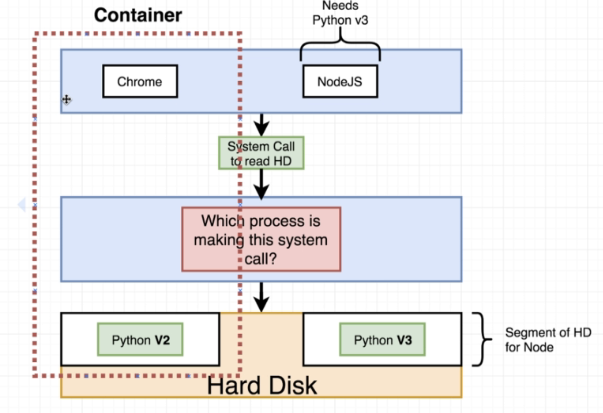 Container
Needs
Python v3
Chrome
NodeJS
System Call
to read HD
Which process is
making this system
call?
Python V2
Python V3
Segment of HD
for Node
Hard Disk